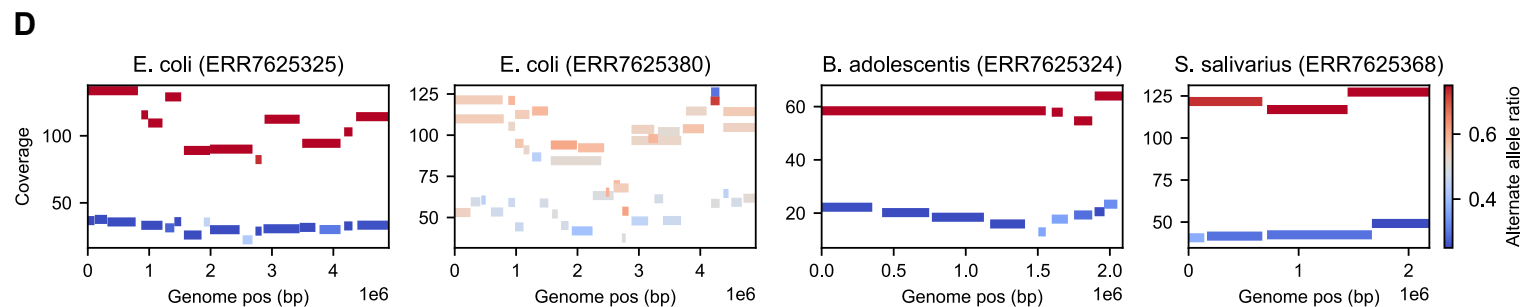 D
E. coli (ERR7625325)
Coverage
100
50
0
1
2
3
4
Genome pos (bp)
1e6
E. coli (ERR7625380)
125
100
75
50
0
1
2
3
4
Genome pos (bp)
1e6
B. adolescentis (ERR7625324)
60
40
20
0.0
0.5
1.0
1.5
2.0
Genome pos (bp)
1e6
S. salivarius (ERR7625368)
125
100
75
50
0
1
2
Genome pos (bp)
1e6
0.6
0.4
Alternate allele ratio